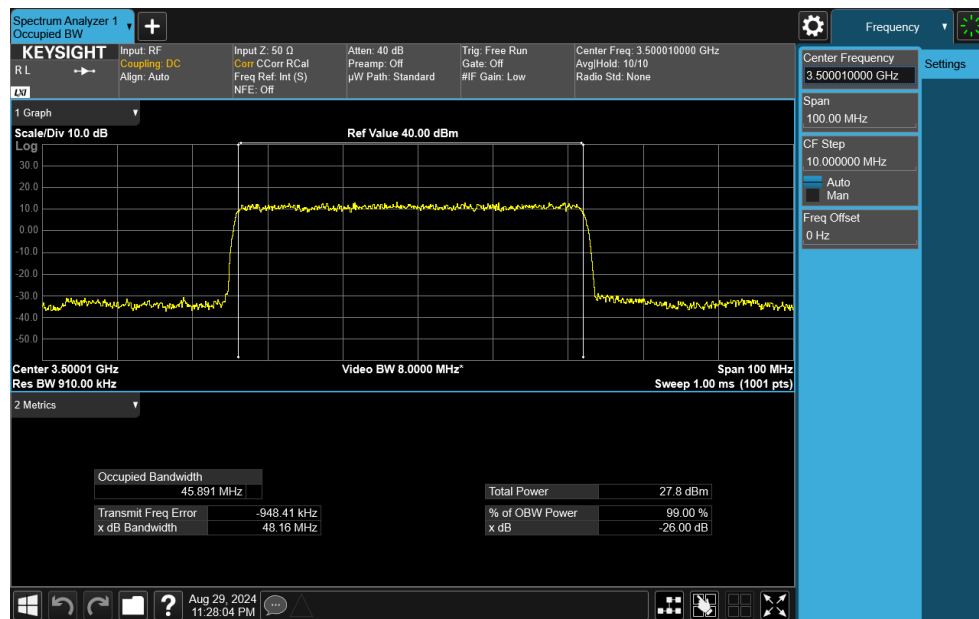 Spectrum Analyzer 1
Occupied BW
+
Frequency
KEYSIGHT
R L
LXI
Input: RF
Coupling: DC
Align: Auto
Input Z: 50 Ω
Corr CCorr RCal
Freq Ref: Int (S)
NFE: Off
Atten: 40 dB
Preamp: Off
µW Path: Standard
Trig: Free Run
Gate: Off
#IF Gain: Low
Center Freq: 3.500010000 GHz
Avg|Hold: 10/10
Radio Std: None
Center Frequency
3.500010000 GHz
Settings
Span
100.00 MHz
CF Step
10.000000 MHz
Auto
Man
Freq Offset
0 Hz
1 Graph
Scale/Div 10.0 dB
Ref Value 40.00 dBm
Log
30.0
20.0
10.0
0.00
-10.0
-20.0
-30.0
-40.0
-50.0
Center 3.50001 GHz
Video BW 8.0000 MHz*
Span 100 MHz
Res BW 910.00 kHz
Sweep 1.00 ms (1001 pts)
2 Metrics
Occupied Bandwidth
45.891 MHz
Total Power 27.8 dBm
Transmit Freq Error -948.41 kHz
% of OBW Power 99.00 %
x dB Bandwidth 48.16 MHz
x dB -26.00 dB
?
Aug 29, 2024
11:28:04 PM